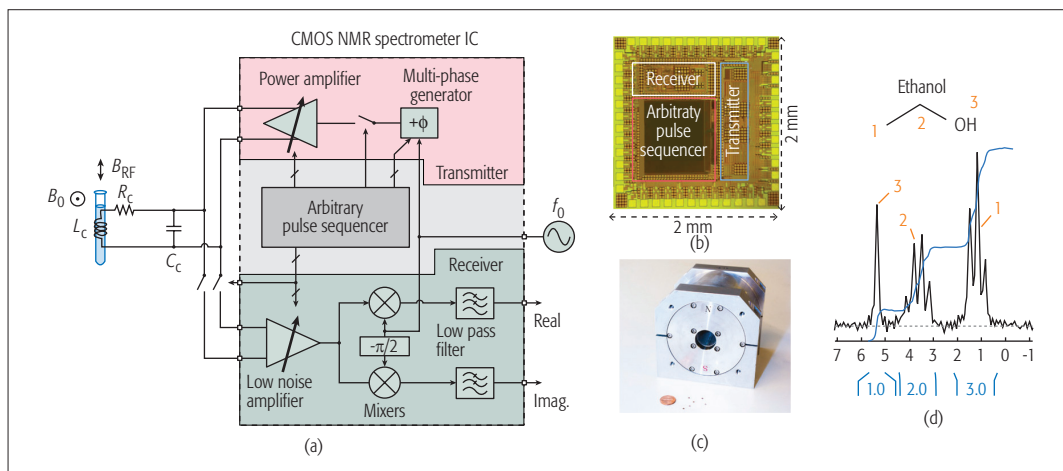 CMOS NMR spectrometer IC
Power amplifier
Multi-phase
generator
+ϕ
Transmitter
B_RF
B_0
R_c
L_c
C_c
Arbitrary
pulse sequencer
f_0
Receiver
Real
Low pass
filter
-π/2
Low noise
amplifier
Mixers
Imag.
(a)
Receiver
Arbitraty
pulse
sequencer
Transmitter
2 mm
2 mm
(b)
N
S
(c)
Ethanol
3
1
2
OH
3
2
1
7 6 5 4 3 2 1 0 -1
1.0 2.0 3.0
(d)